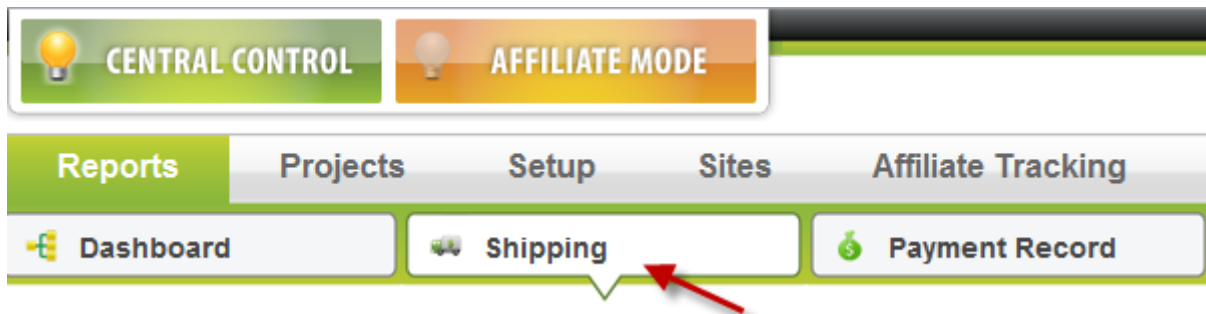 CENTRAL CONTROL AFFILIATE MODE
Reports Projects Setup Sites Affiliate Tracking
Dashboard Shipping Payment Record